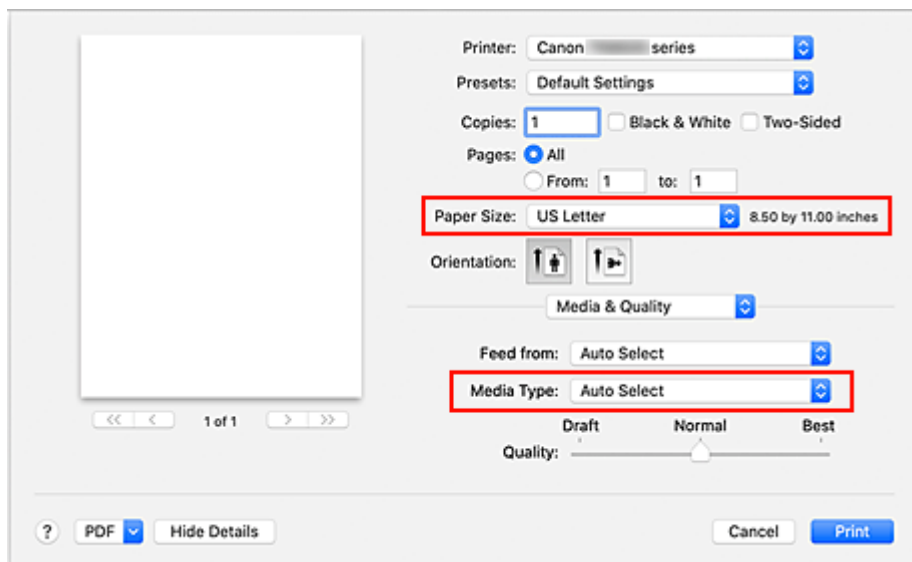 Printer: Canon series
Presets: Default Settings
Copies: 1 Black & White Two-Sided
Pages: All
From: 1 to: 1
Paper Size: US Letter 8.50 by 11.00 inches
Orientation:
Media & Quality
Feed from: Auto Select
Media Type: Auto Select
<< < 1 of 1 > >>
Draft Normal Best
Quality:
? PDF Hide Details Cancel Print